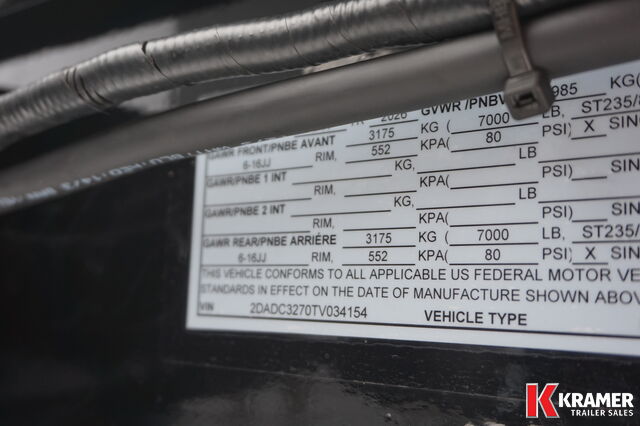 2026 GVWR /PNBV 985 KG(
GAWR FRONT/PNBE AVANT 3175 KG ( 7000 LB, ST235/
6-16JJ RIM, 552 KPA( 80 PSI) X SIN
GAWR/PNBE 1 INT KG, LB
RIM, KPA( PSI) SIN
GAWR/PNBE 2 INT KG, LB
RIM, KPA( PSI) SIN
GAWR REAR/PNBE ARRIÉRE 3175 KG ( 7000 LB, ST235/
6-16JJ RIM, 552 KPA( 80 PSI) X SIN
THIS VEHICLE CONFORMS TO ALL APPLICABLE US FEDERAL MOTOR VE
STANDARDS IN EFFECT ON THE DATE OF MANUFACTURE SHOWN ABOV
VIN 2DADC3270TV034154 VEHICLE TYPE
K KRAMER
TRAILER SALES